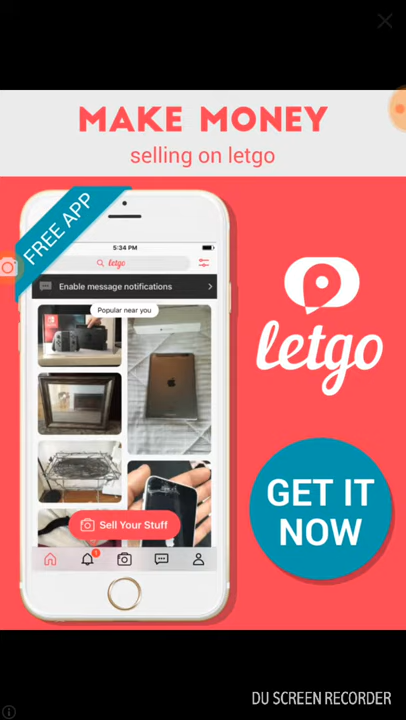 MAKE MONEY
selling on letgo
FREE APP
5:34 PM
letgo
Enable message notifications
Popular near you
letgo
GET IT
NOW
Sell Your Stuff
1
DU SCREEN RECORDER